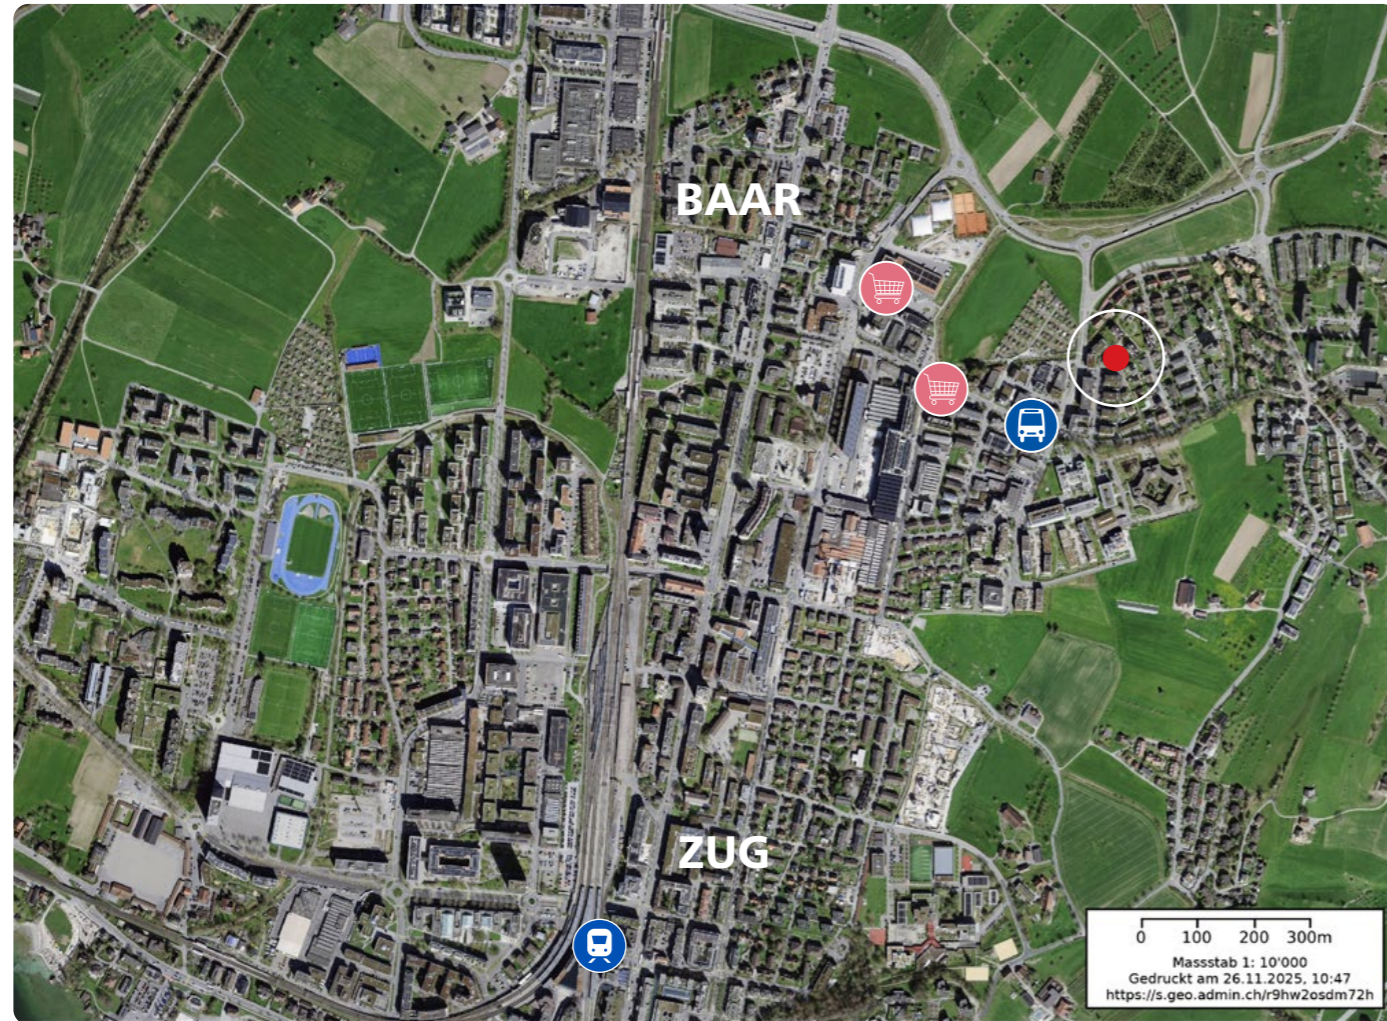 BAAR
ZUG
0 100 200 300m
Massstab 1: 10'000
Gedruckt am 26.11.2025, 10:47
https://s.geo.admin.ch/r9hw2osdm72h